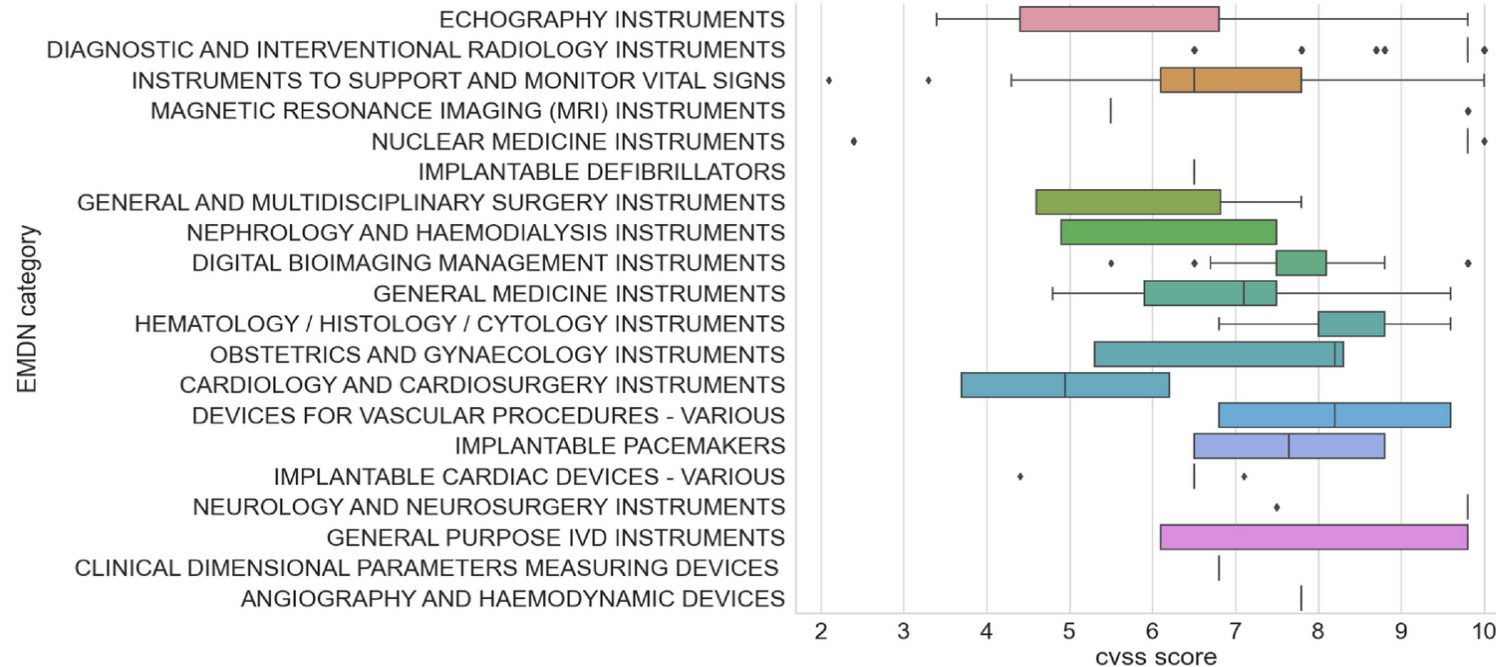 ECHOGRAPHY INSTRUMENTS
DIAGNOSTIC AND INTERVENTIONAL RADIOLOGY INSTRUMENTS
INSTRUMENTS TO SUPPORT AND MONITOR VITAL SIGNS
MAGNETIC RESONANCE IMAGING (MRI) INSTRUMENTS
NUCLEAR MEDICINE INSTRUMENTS
IMPLANTABLE DEFIBRILLATORS
GENERAL AND MULTIDISCIPLINARY SURGERY INSTRUMENTS
NEPHROLOGY AND HAEMODIALYSIS INSTRUMENTS
DIGITAL BIOIMAGING MANAGEMENT INSTRUMENTS
GENERAL MEDICINE INSTRUMENTS
HEMATOLOGY / HISTOLOGY / CYTOLOGY INSTRUMENTS
OBSTETRICS AND GYNAECOLOGY INSTRUMENTS
CARDIOLOGY AND CARDIOSURGERY INSTRUMENTS
DEVICES FOR VASCULAR PROCEDURES - VARIOUS
IMPLANTABLE PACEMAKERS
IMPLANTABLE CARDIAC DEVICES - VARIOUS
NEUROLOGY AND NEUROSURGERY INSTRUMENTS
GENERAL PURPOSE IVD INSTRUMENTS
CLINICAL DIMENSIONAL PARAMETERS MEASURING DEVICES
ANGIOGRAPHY AND HAEMODYNAMIC DEVICES
EMDN category
2 3 4 5 6 7 8 9 10
cvss score